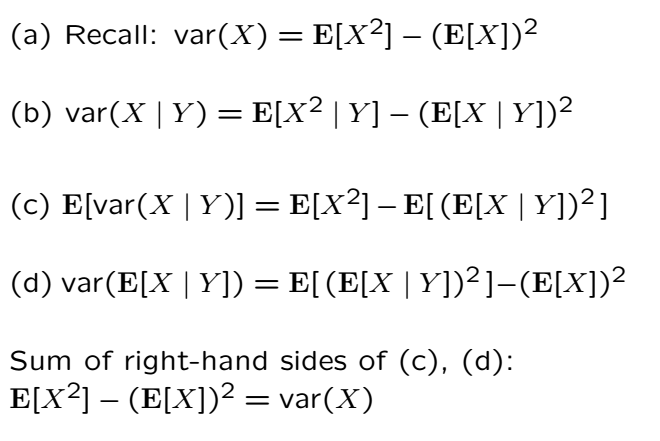 (a) Recall: var(X) = E[X²] – (E[X])²
(b) var(X | Y) = E[X² | Y] – (E[X | Y])²
(c) E[var(X | Y)] = E[X²] – E[ (E[X | Y])² ]
(d) var(E[X | Y]) = E[ (E[X | Y])² ]–(E[X])²
Sum of right-hand sides of (c), (d):
E[X²] – (E[X])² = var(X)